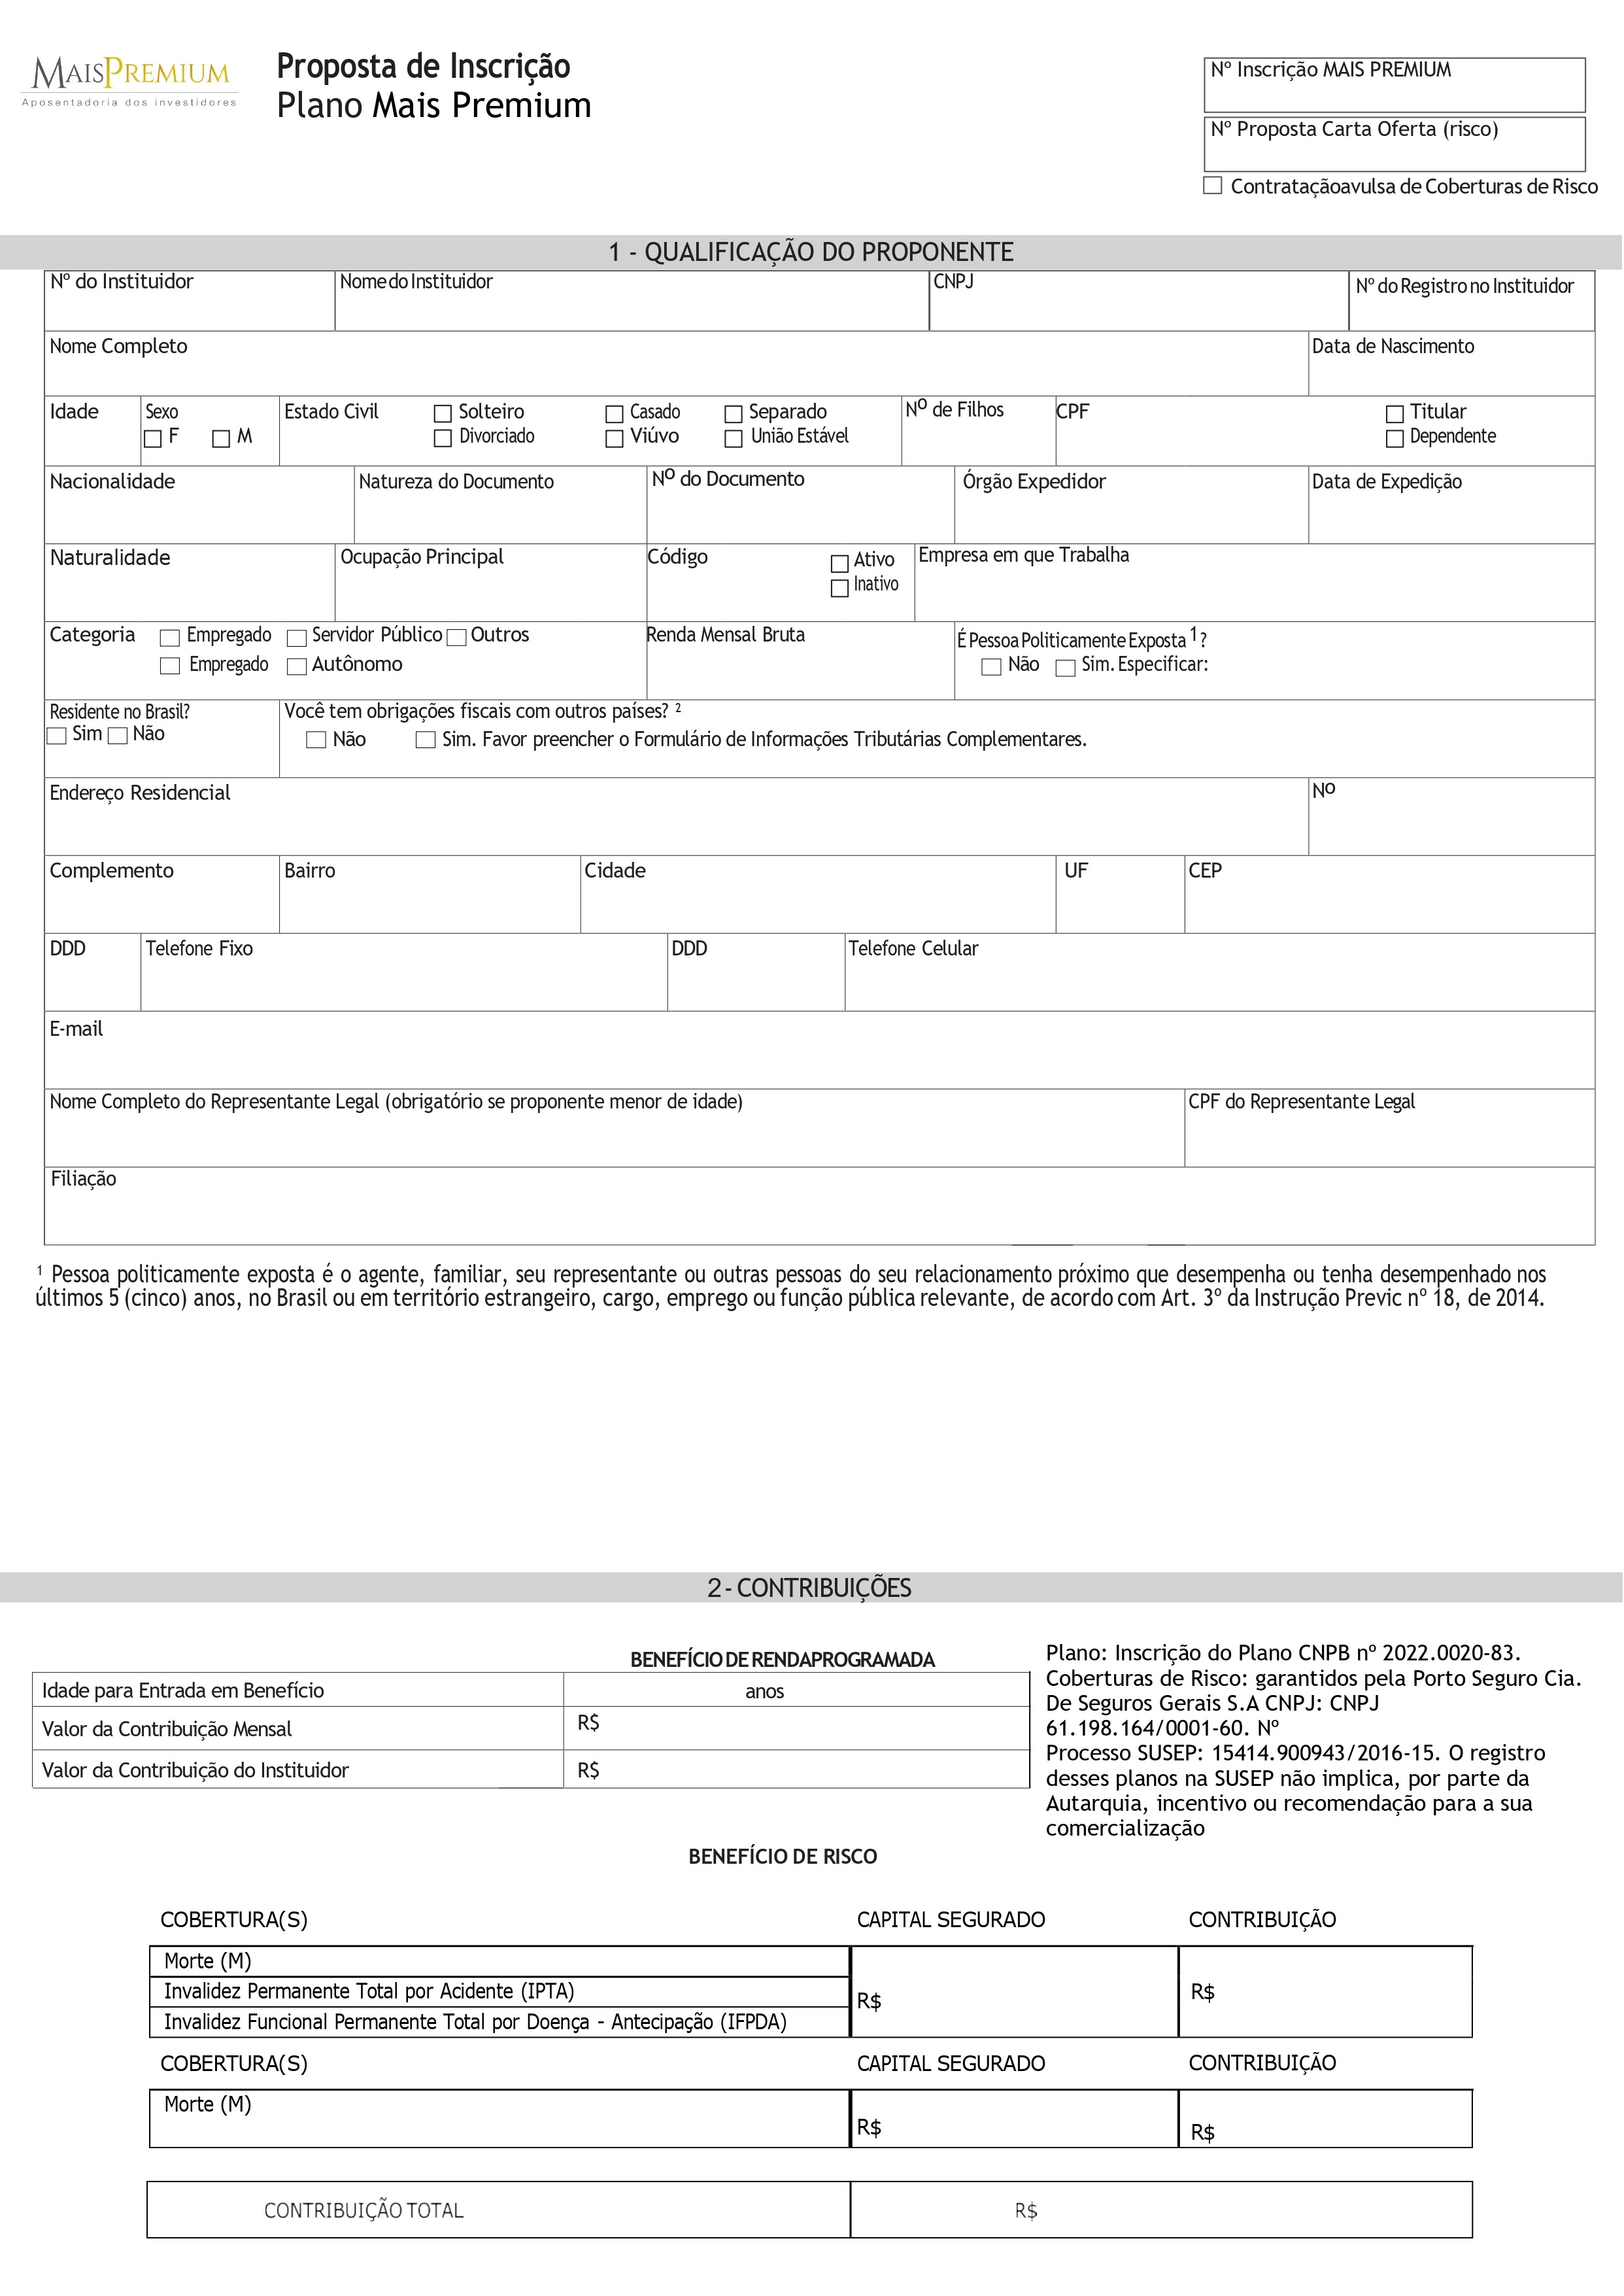 MAISPREMIUM
Aposentadoria dos investidores
Proposta de Inscrição
Plano Mais Premium
Nº Inscrição MAIS PREMIUM
Nº Proposta Carta Oferta (risco)
Contrataçãoavulsa de Coberturas de Risco
1 - QUALIFICAÇÃO DO PROPONENTE
Nº do Instituidor Nome do Instituidor CNPJ Nº do Registro no Instituidor
Nome Completo Data de Nascimento
Idade Sexo Estado Civil Solteiro Casado Separado Nº de Filhos CPF Titular
F M Divorciado Viúvo União Estável Dependente
Nacionalidade Natureza do Documento Nº do Documento Órgão Expedidor Data de Expedição
Naturalidade Ocupação Principal Código Ativo Empresa em que Trabalha
Inativo
Categoria Empregado Servidor Público Outros Renda Mensal Bruta É Pessoa Politicamente Exposta 1 ?
Empregado Autônomo Não Sim. Especificar:
Residente no Brasil? Você tem obrigações fiscais com outros países? 2
Sim Não Não Sim. Favor preencher o Formulário de Informações Tributárias Complementares.
Endereço Residencial Nº
Complemento Bairro Cidade UF CEP
DDD Telefone Fixo DDD Telefone Celular
E-mail
Nome Completo do Representante Legal (obrigatório se proponente menor de idade) CPF do Representante Legal
Filiação
1 Pessoa politicamente exposta é o agente, familiar, seu representante ou outras pessoas do seu relacionamento próximo que desempenha ou tenha desempenhado nos
últimos 5 (cinco) anos, no Brasil ou em território estrangeiro, cargo, emprego ou função pública relevante, de acordo com Art. 3º da Instrução Previc nº 18, de 2014.
2 - CONTRIBUIÇÕES
BENEFÍCIO DE RENDAPROGRAMADA
Idade para Entrada em Benefício anos
Valor da Contribuição Mensal R$
Valor da Contribuição do Instituidor R$
Plano: Inscrição do Plano CNPB nº 2022.0020-83.
Coberturas de Risco: garantidos pela Porto Seguro Cia.
De Seguros Gerais S.A CNPJ: CNPJ
61.198.164/0001-60. Nº
Processo SUSEP: 15414.900943/2016-15. O registro
desses planos na SUSEP não implica, por parte da
Autarquia, incentivo ou recomendação para a sua
comercialização
BENEFÍCIO DE RISCO
COBERTURA(S) CAPITAL SEGURADO CONTRIBUIÇÃO
Morte (M)
Invalidez Permanente Total por Acidente (IPTA) R$ R$
Invalidez Funcional Permanente Total por Doença - Antecipação (IFPDA)
COBERTURA(S) CAPITAL SEGURADO CONTRIBUIÇÃO
Morte (M) R$ R$
CONTRIBUIÇÃO TOTAL R$